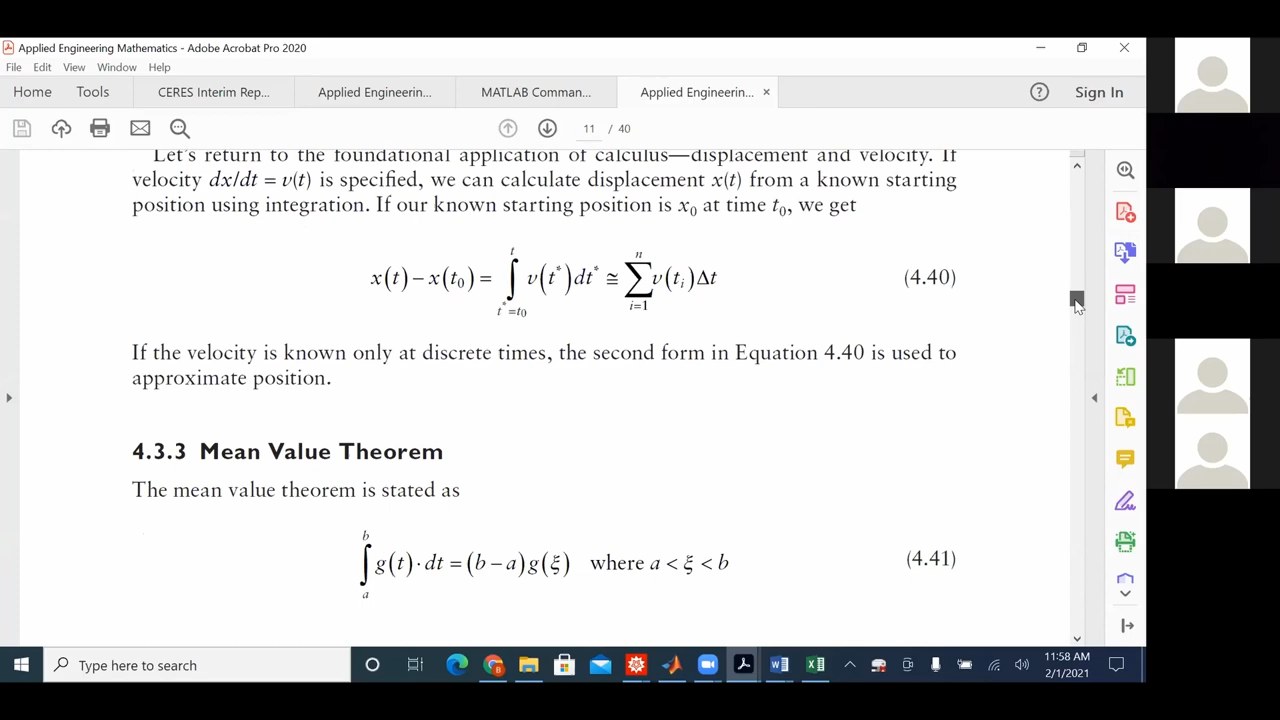 Applied Engineering Mathematics - Adobe Acrobat Pro 2020
File Edit View Window Help
Home Tools CERES Interim Rep... Applied Engineerin... MATLAB Comman... Applied Engineerin... × Sign In
11 / 40
Let's return to the foundational application of calculus—displacement and velocity. If
velocity dx/dt = v(t) is specified, we can calculate displacement x(t) from a known starting
position using integration. If our known starting position is x₀ at time t₀, we get
x(t) − x(t₀) = ∫_{t*=t₀}^{t} v(t*)dt* ≅ ∑_{i=1}^{n} v(t_i)Δt (4.40)
If the velocity is known only at discrete times, the second form in Equation 4.40 is used to
approximate position.
4.3.3 Mean Value Theorem
The mean value theorem is stated as
∫_{a}^{b} g(t)·dt = (b − a)g(ξ) where a < ξ < b (4.41)
Type here to search
11:58 AM
2/1/2021